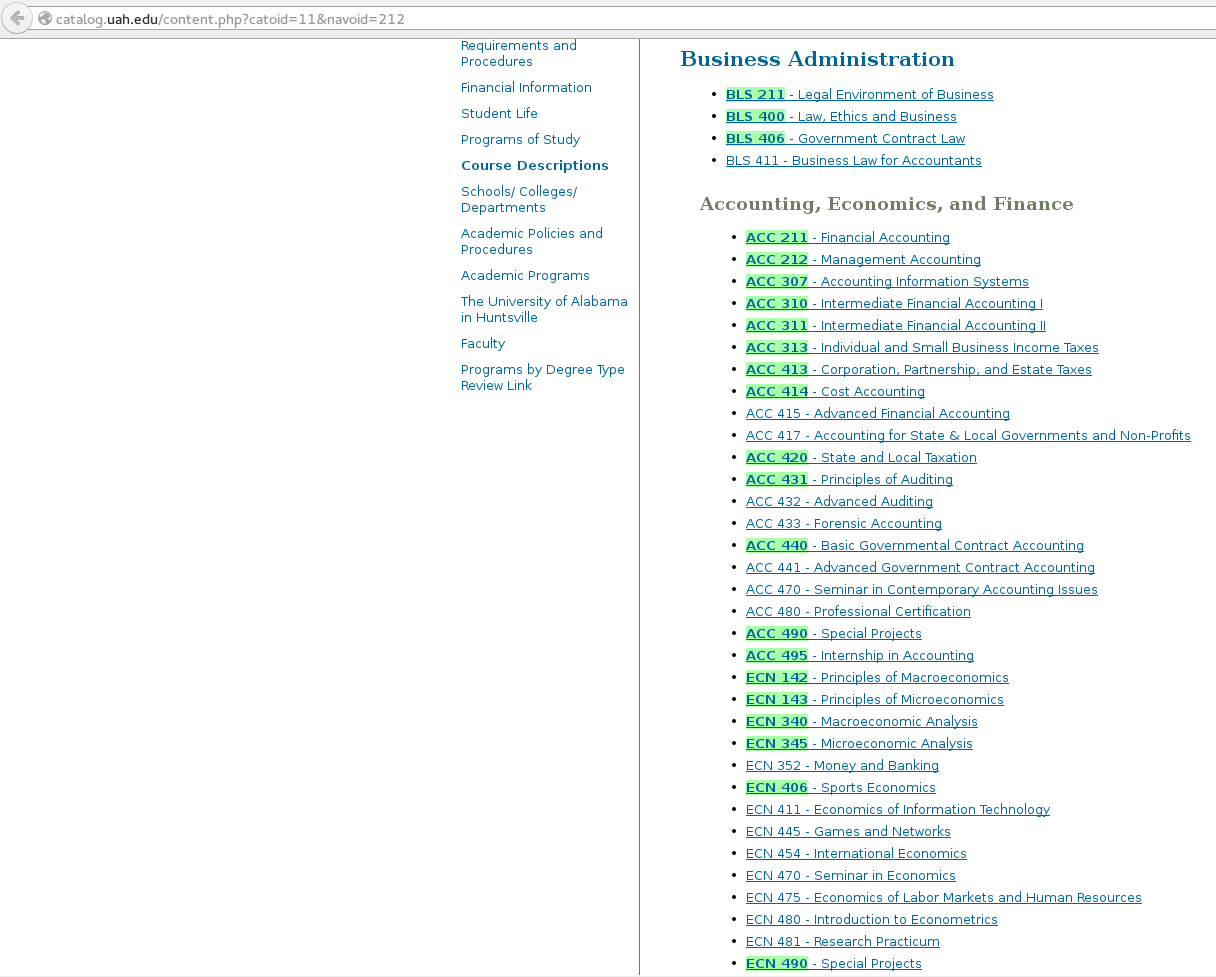 catalog.uah.edu/content.php?catoid=11&navoid=212
Requirements and
Procedures
Financial Information
Student Life
Programs of Study
Course Descriptions
Schools/ Colleges/
Departments
Academic Policies and
Procedures
Academic Programs
The University of Alabama
in Huntsville
Faculty
Programs by Degree Type
Review Link
Business Administration
BLS 211 - Legal Environment of Business
BLS 400 - Law, Ethics and Business
BLS 406 - Government Contract Law
BLS 411 - Business Law for Accountants
Accounting, Economics, and Finance
ACC 211 - Financial Accounting
ACC 212 - Management Accounting
ACC 307 - Accounting Information Systems
ACC 310 - Intermediate Financial Accounting I
ACC 311 - Intermediate Financial Accounting II
ACC 313 - Individual and Small Business Income Taxes
ACC 413 - Corporation, Partnership, and Estate Taxes
ACC 414 - Cost Accounting
ACC 415 - Advanced Financial Accounting
ACC 417 - Accounting for State & Local Governments and Non-Profits
ACC 420 - State and Local Taxation
ACC 431 - Principles of Auditing
ACC 432 - Advanced Auditing
ACC 433 - Forensic Accounting
ACC 440 - Basic Governmental Contract Accounting
ACC 441 - Advanced Government Contract Accounting
ACC 470 - Seminar in Contemporary Accounting Issues
ACC 480 - Professional Certification
ACC 490 - Special Projects
ACC 495 - Internship in Accounting
ECN 142 - Principles of Macroeconomics
ECN 143 - Principles of Microeconomics
ECN 340 - Macroeconomic Analysis
ECN 345 - Microeconomic Analysis
ECN 352 - Money and Banking
ECN 406 - Sports Economics
ECN 411 - Economics of Information Technology
ECN 445 - Games and Networks
ECN 454 - International Economics
ECN 470 - Seminar in Economics
ECN 475 - Economics of Labor Markets and Human Resources
ECN 480 - Introduction to Econometrics
ECN 481 - Research Practicum
ECN 490 - Special Projects